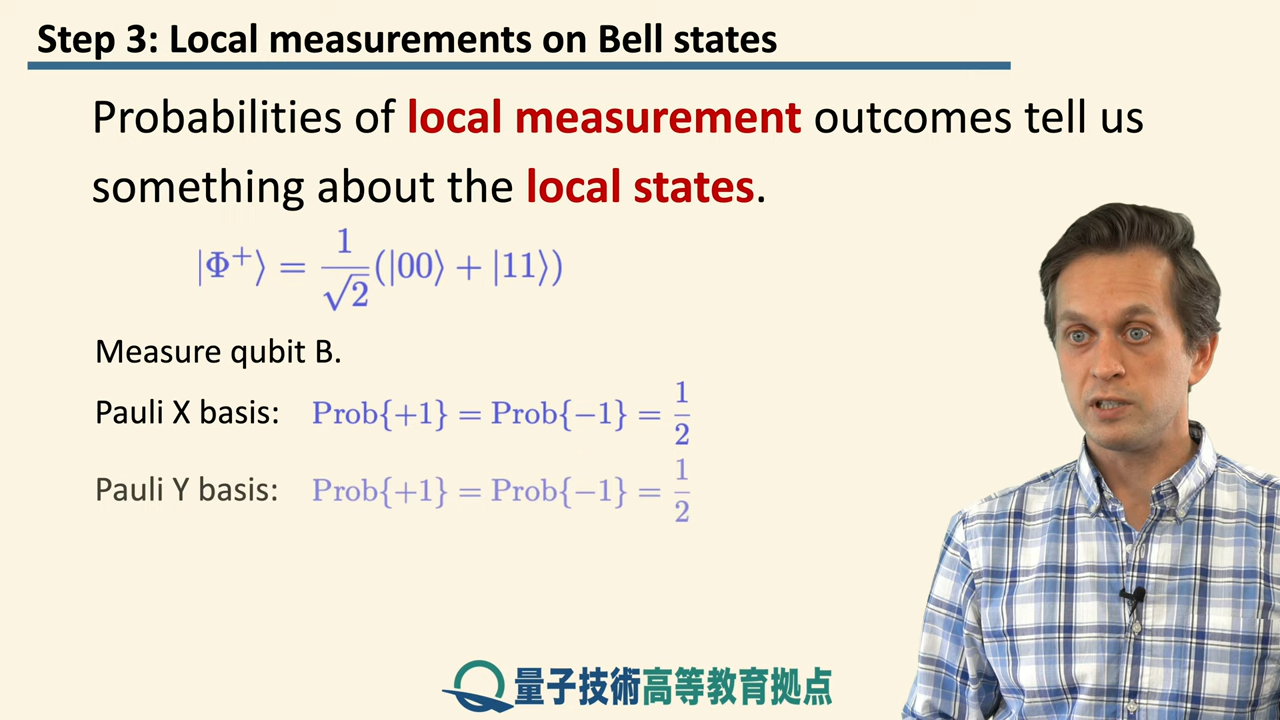 Step 3: Local measurements on Bell states
Probabilities of local measurement outcomes tell us
something about the local states.
|Φ⁺⟩ = 1/√2 (|00⟩ + |11⟩)
Measure qubit B.
Pauli X basis: Prob{+1} = Prob{−1} = 1/2
Pauli Y basis: Prob{+1} = Prob{−1} = 1/2
量子技術高等教育拠点